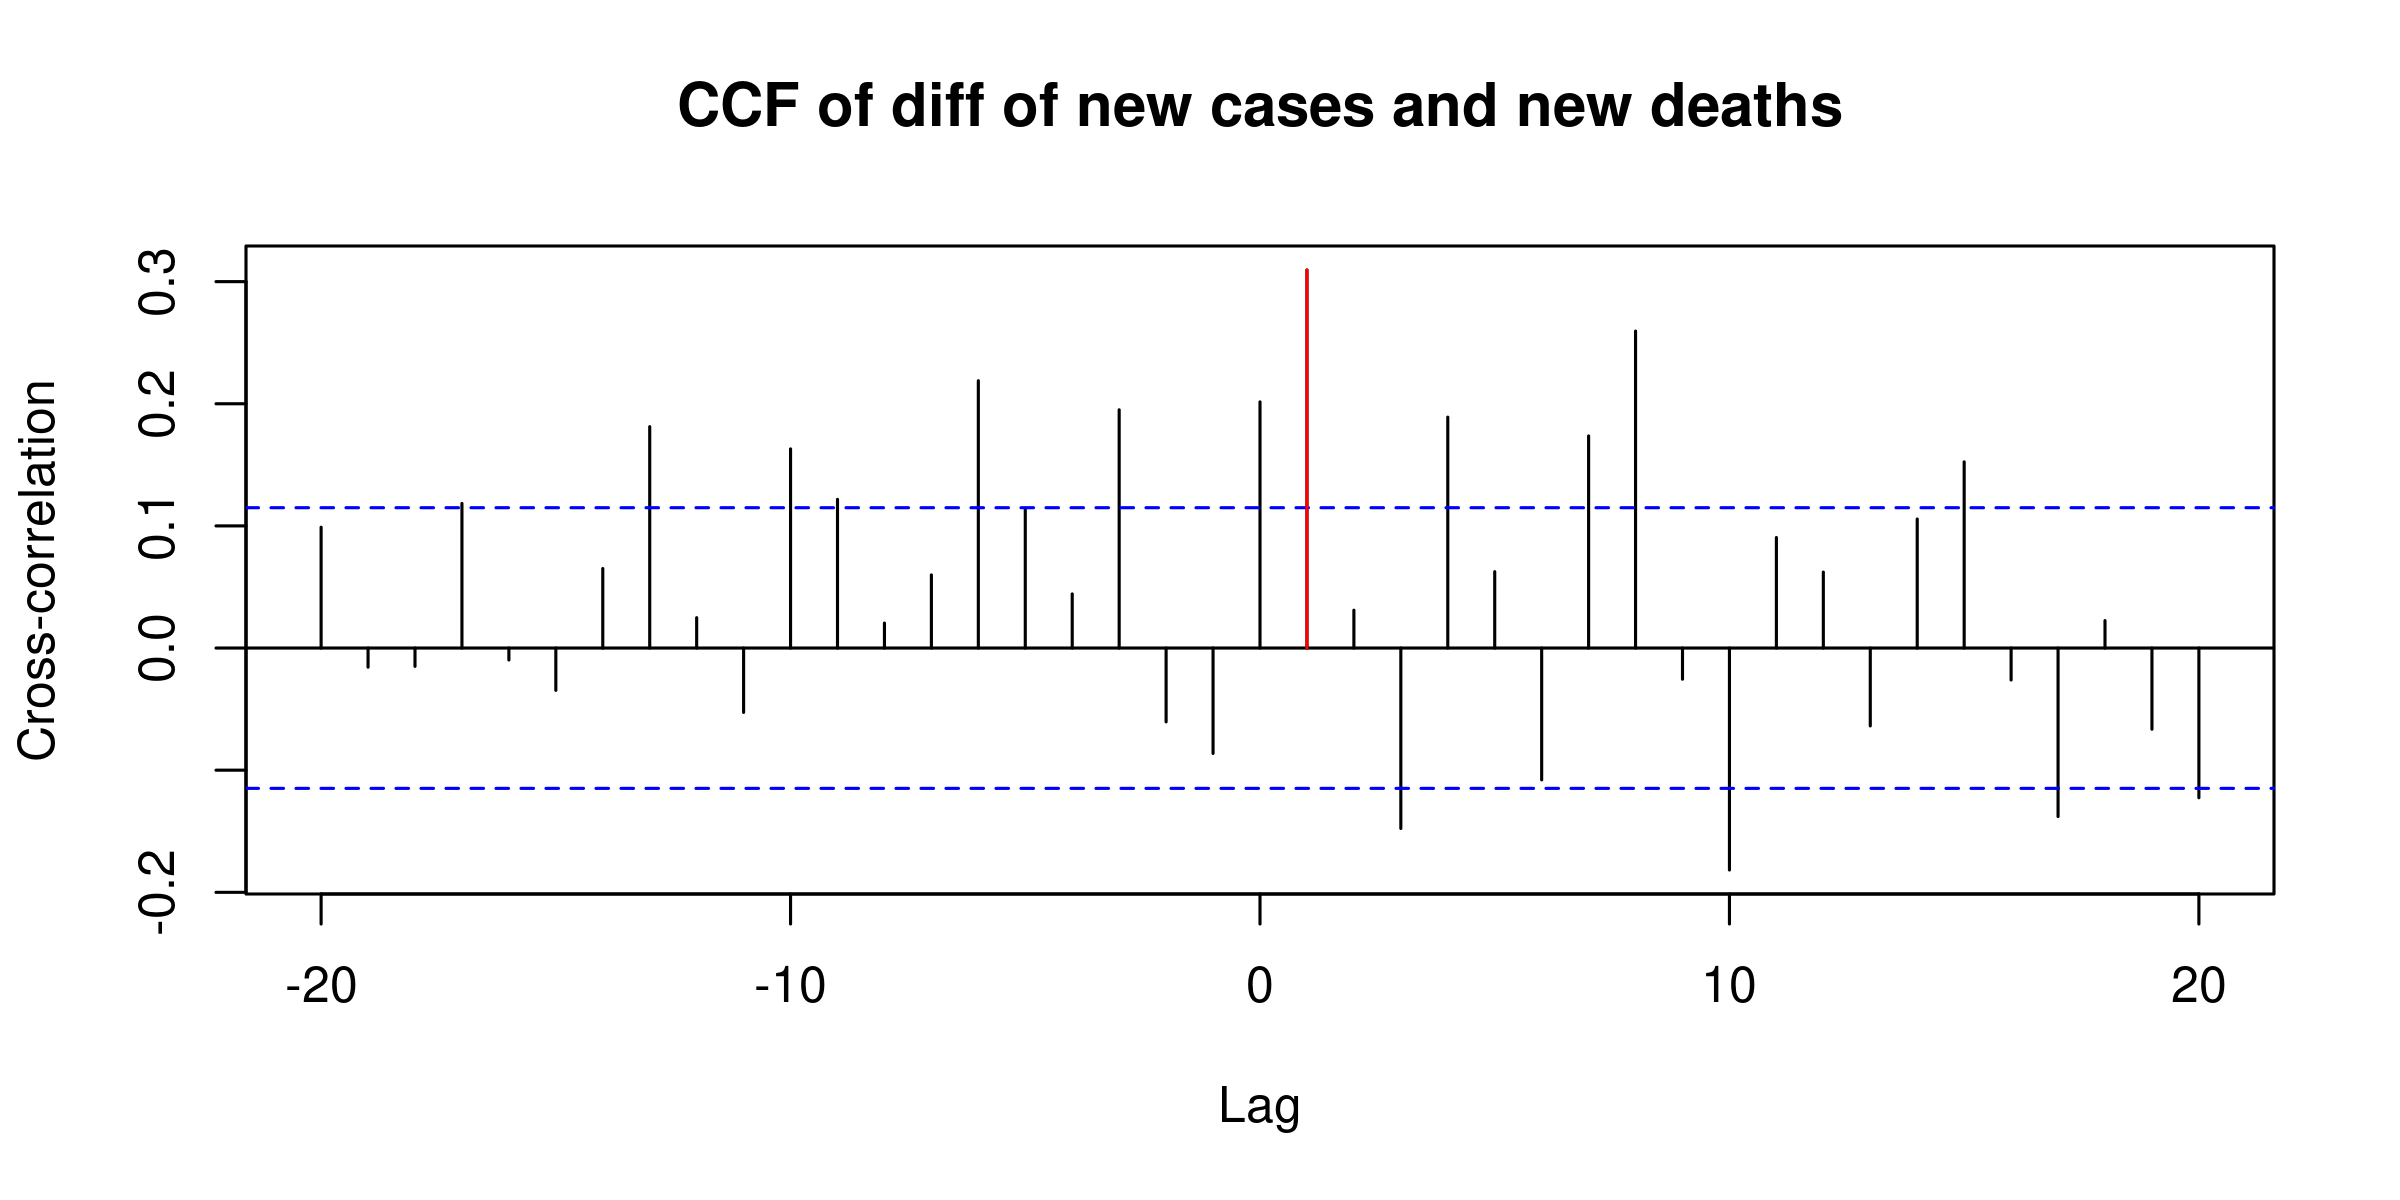 CCF of diff of new cases and new deaths
Cross-correlation
0.3
0.2
0.1
0.0
-0.2
-20 -10 0 10 20
Lag